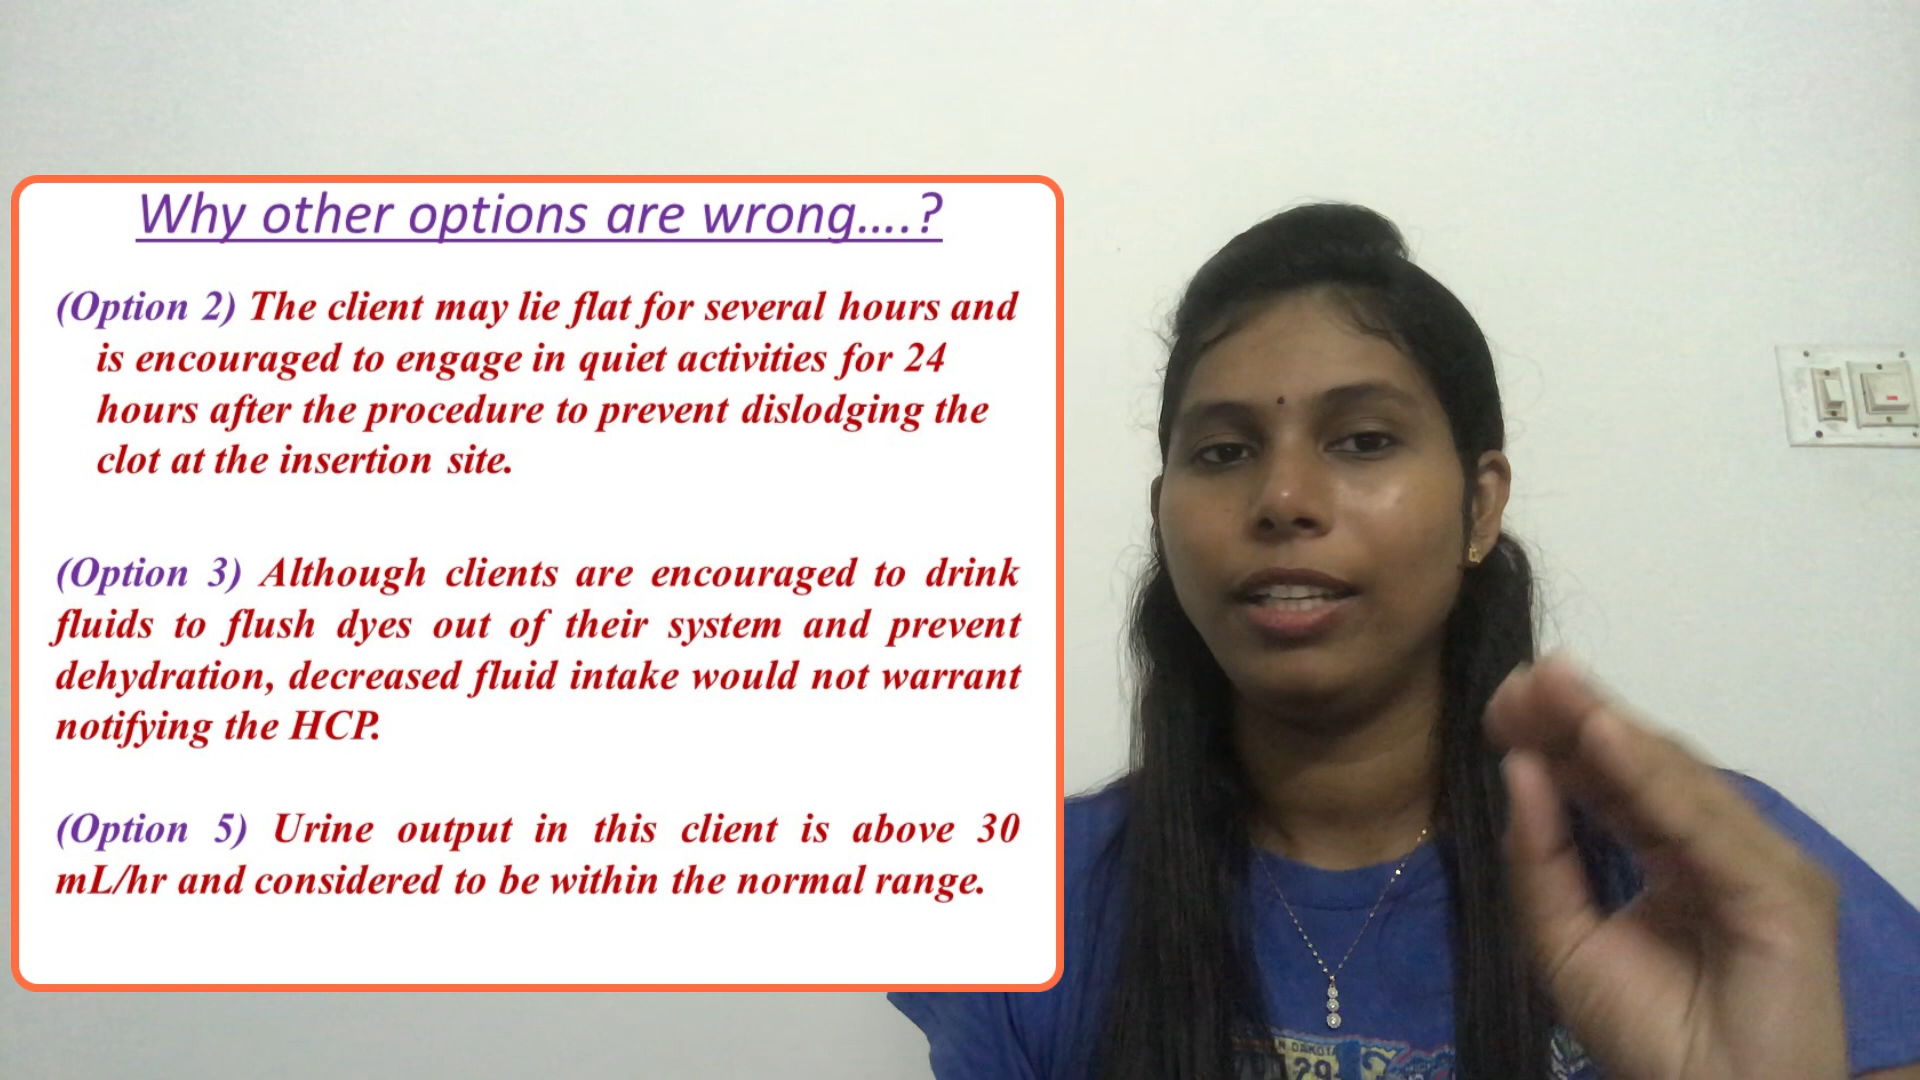 Why other options are wrong....?
(Option 2) The client may lie flat for several hours and
is encouraged to engage in quiet activities for 24
hours after the procedure to prevent dislodging the
clot at the insertion site.
(Option 3) Although clients are encouraged to drink
fluids to flush dyes out of their system and prevent
dehydration, decreased fluid intake would not warrant
notifying the HCP.
(Option 5) Urine output in this client is above 30
mL/hr and considered to be within the normal range.
DAKOTA
29